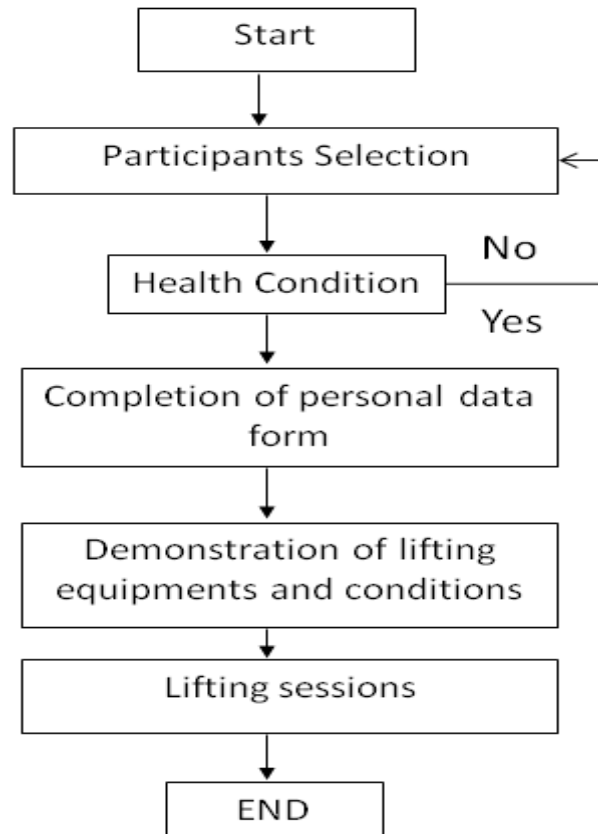 Start
Participants Selection
No
Health Condition
Yes
Completion of personal data
form
Demonstration of lifting
equipments and conditions
Lifting sessions
END